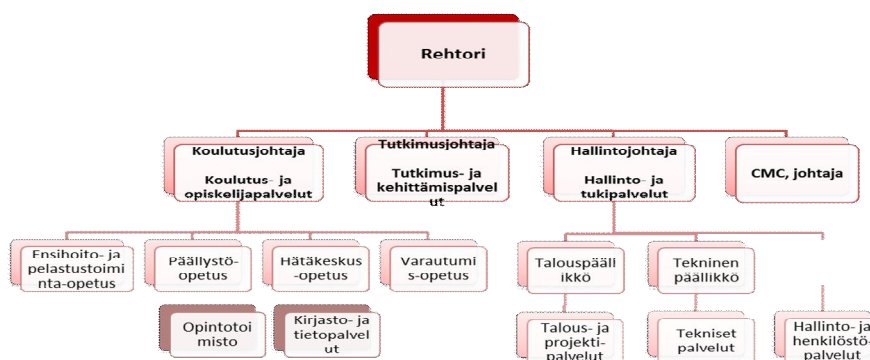 Rehtori
Koulutusjohtaja
Koulutus- ja
opiskelijapalvelut
Tutkimusjohtaja
Tutkimus- ja
kehittämispalvel
ut
Hallintojohtaja
Hallinto- ja
tukipalvelut
CMC, johtaja
Ensihoito- ja
pelastustoimi
nta-opetus
Päällystö-
opetus
Hätäkeskus
-opetus
Varautumi
s-opetus
Talouspääll
ikkö
Tekninen
päällikkö
Opintotoi
misto
Kirjasto- ja
tietopalvel
ut
Talous- ja
projekti-
palvelut
Tekniset
palvelut
Hallinto- ja
henkilöstö-
palvelut